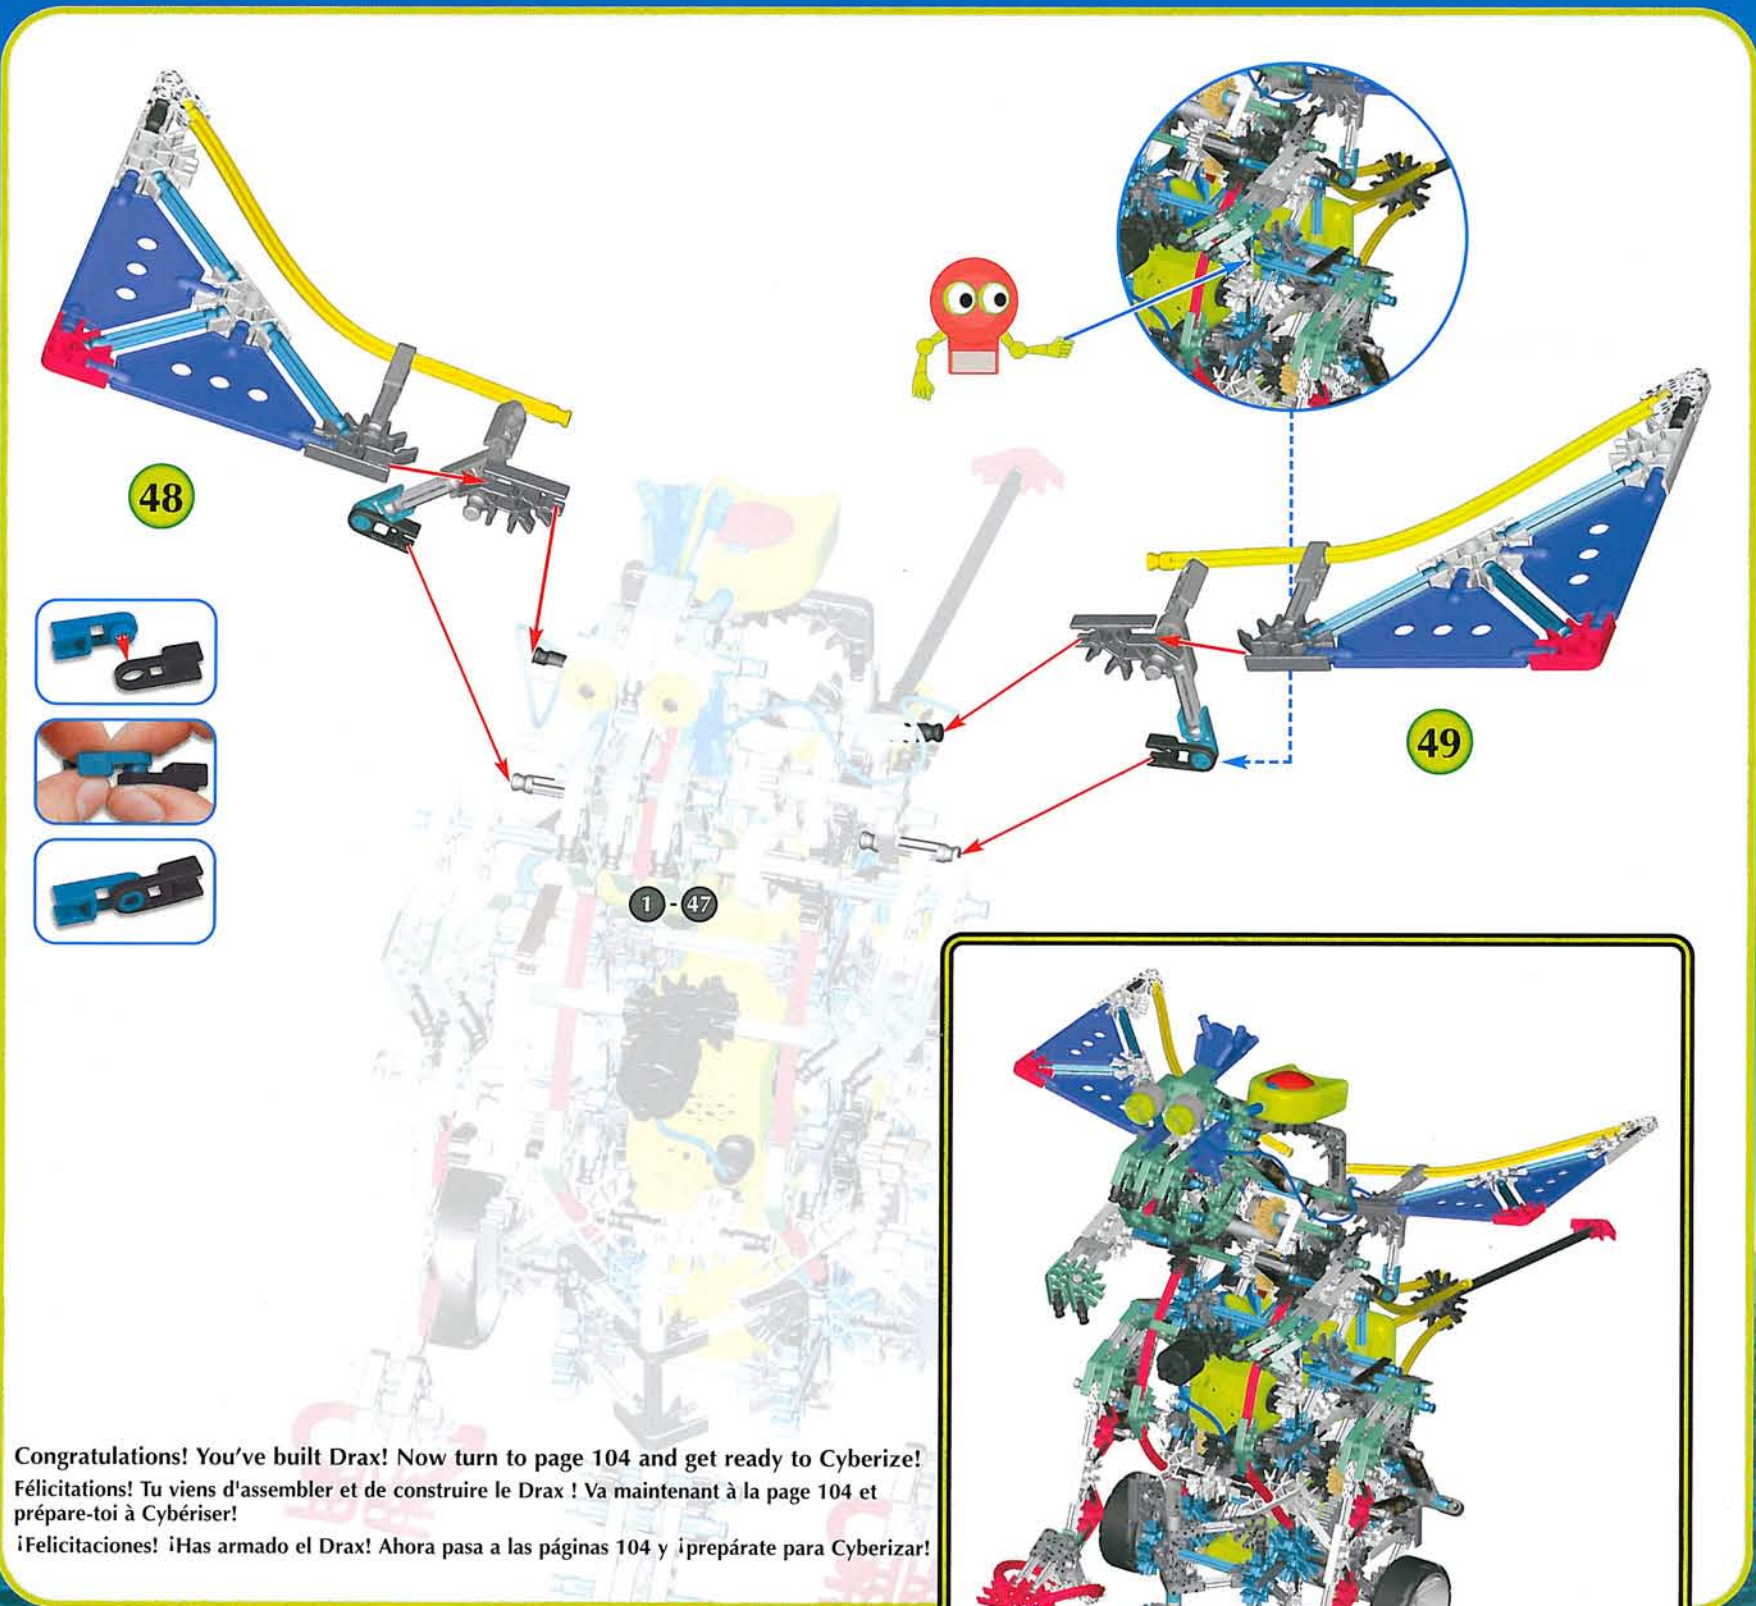 48
49
1 - 47
Congratulations! You've built Drax! Now turn to page 104 and get ready to Cyberize!
Félicitations! Tu viens d'assembler et de construire le Drax ! Va maintenant à la page 104 et
prépare-toi à Cybériser!
¡Felicitaciones! ¡Has armado el Drax! Ahora pasa a las páginas 104 y ¡prepárate para Cyberizar!